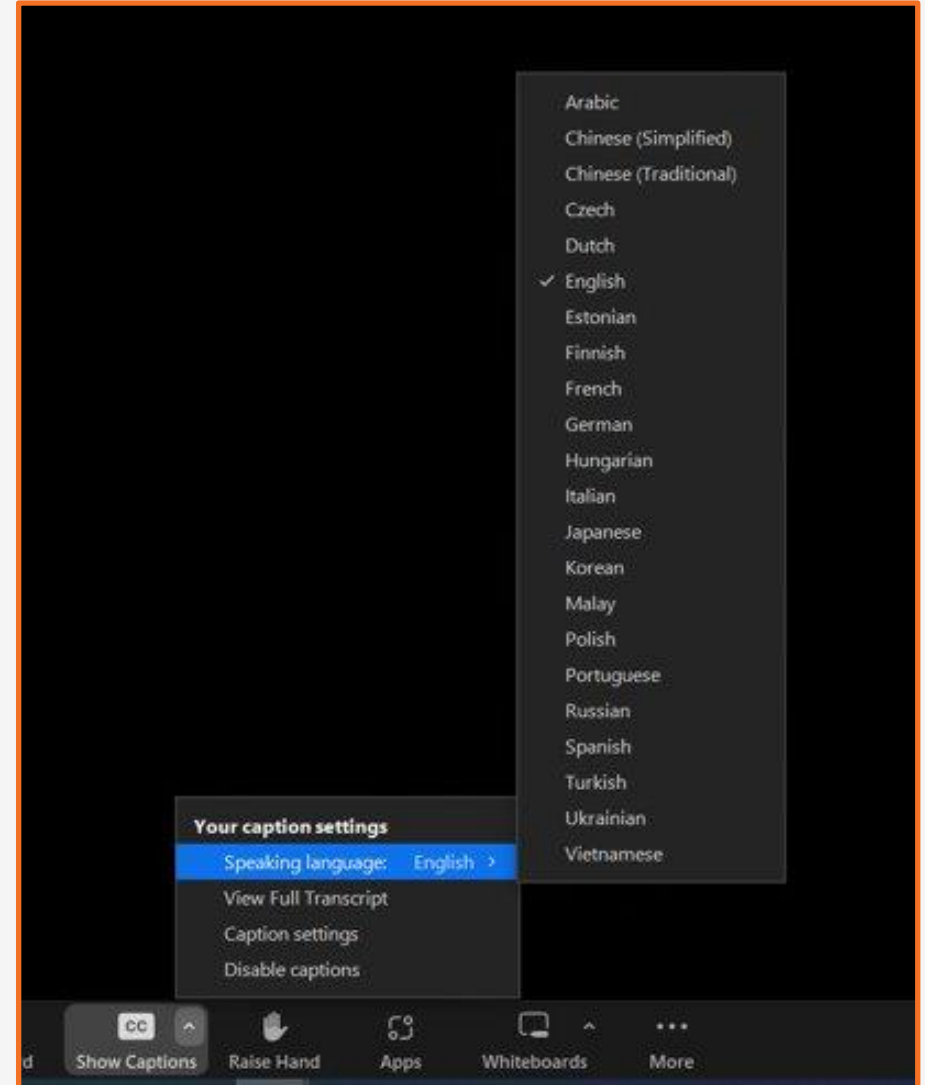 Arabic
Chinese (Simplified)
Chinese (Traditional)
Czech
Dutch
English
Estonian
Finnish
French
German
Hungarian
Italian
Japanese
Korean
Malay
Polish
Portuguese
Russian
Spanish
Turkish
Ukrainian
Vietnamese
Your caption settings
Speaking language: English >
View Full Transcript
Caption settings
Disable captions
CC
d Show Captions Raise Hand Apps Whiteboards More